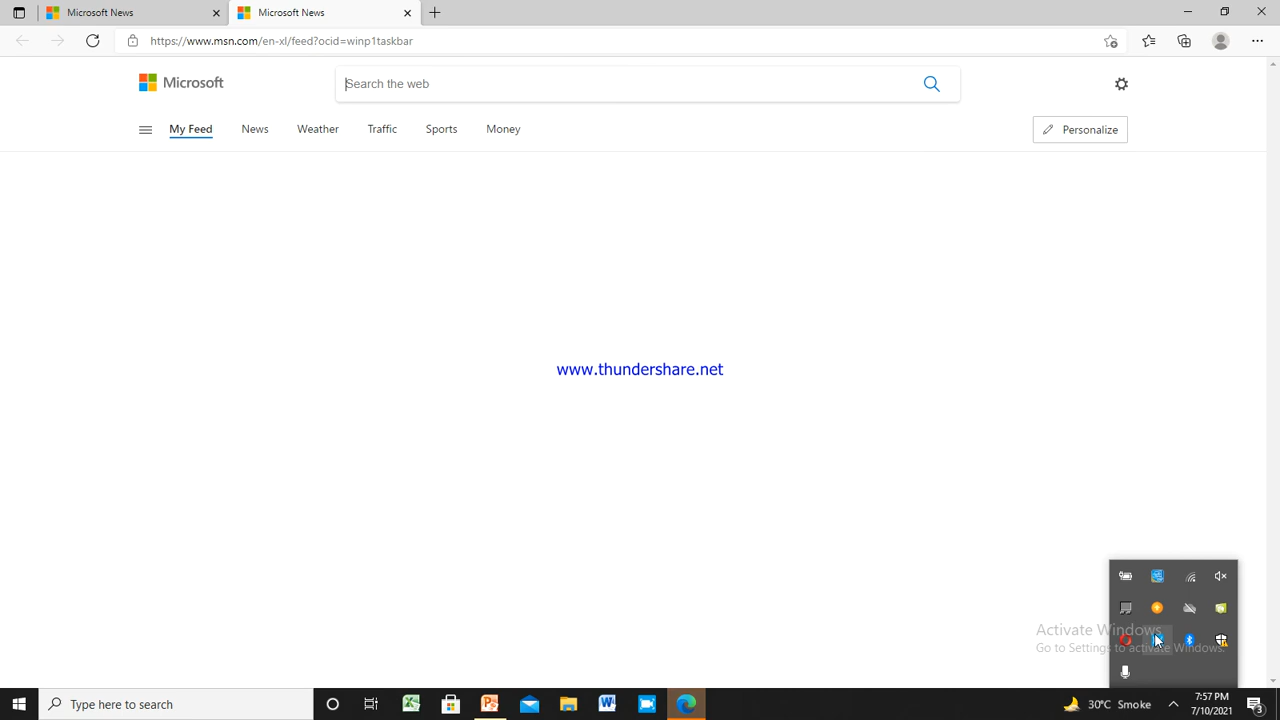 Microsoft News
Microsoft News
https://www.msn.com/en-xl/feed?ocid=winp1taskbar
Microsoft
Search the web
My Feed
News
Weather
Traffic
Sports
Money
Personalize
www.thundershare.net
Activate Windows
Go to Settings to activate Windows.
Type here to search
30°C Smoke
7:57 PM
7/10/2021
3